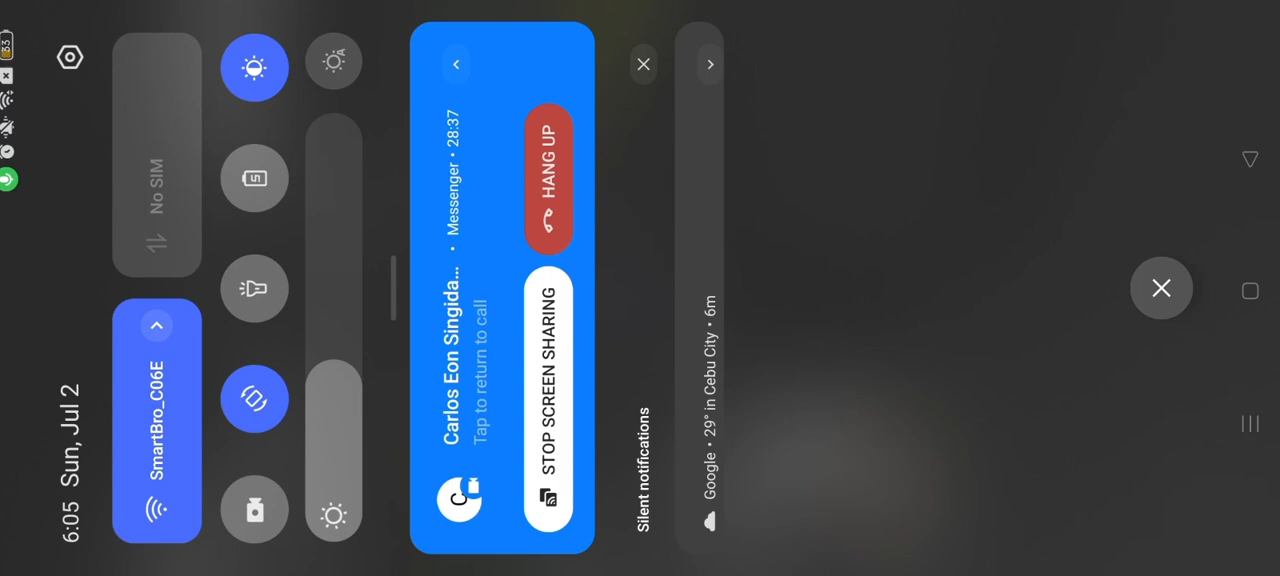 33
6:05 Sun, Jul 2
SmartBro_C06E
No SIM
A
Carlos Eon Singida... • Messenger • 28:37
Tap to return to call
C
STOP SCREEN SHARING
HANG UP
Silent notifications
Google • 29° in Cebu City • 6m